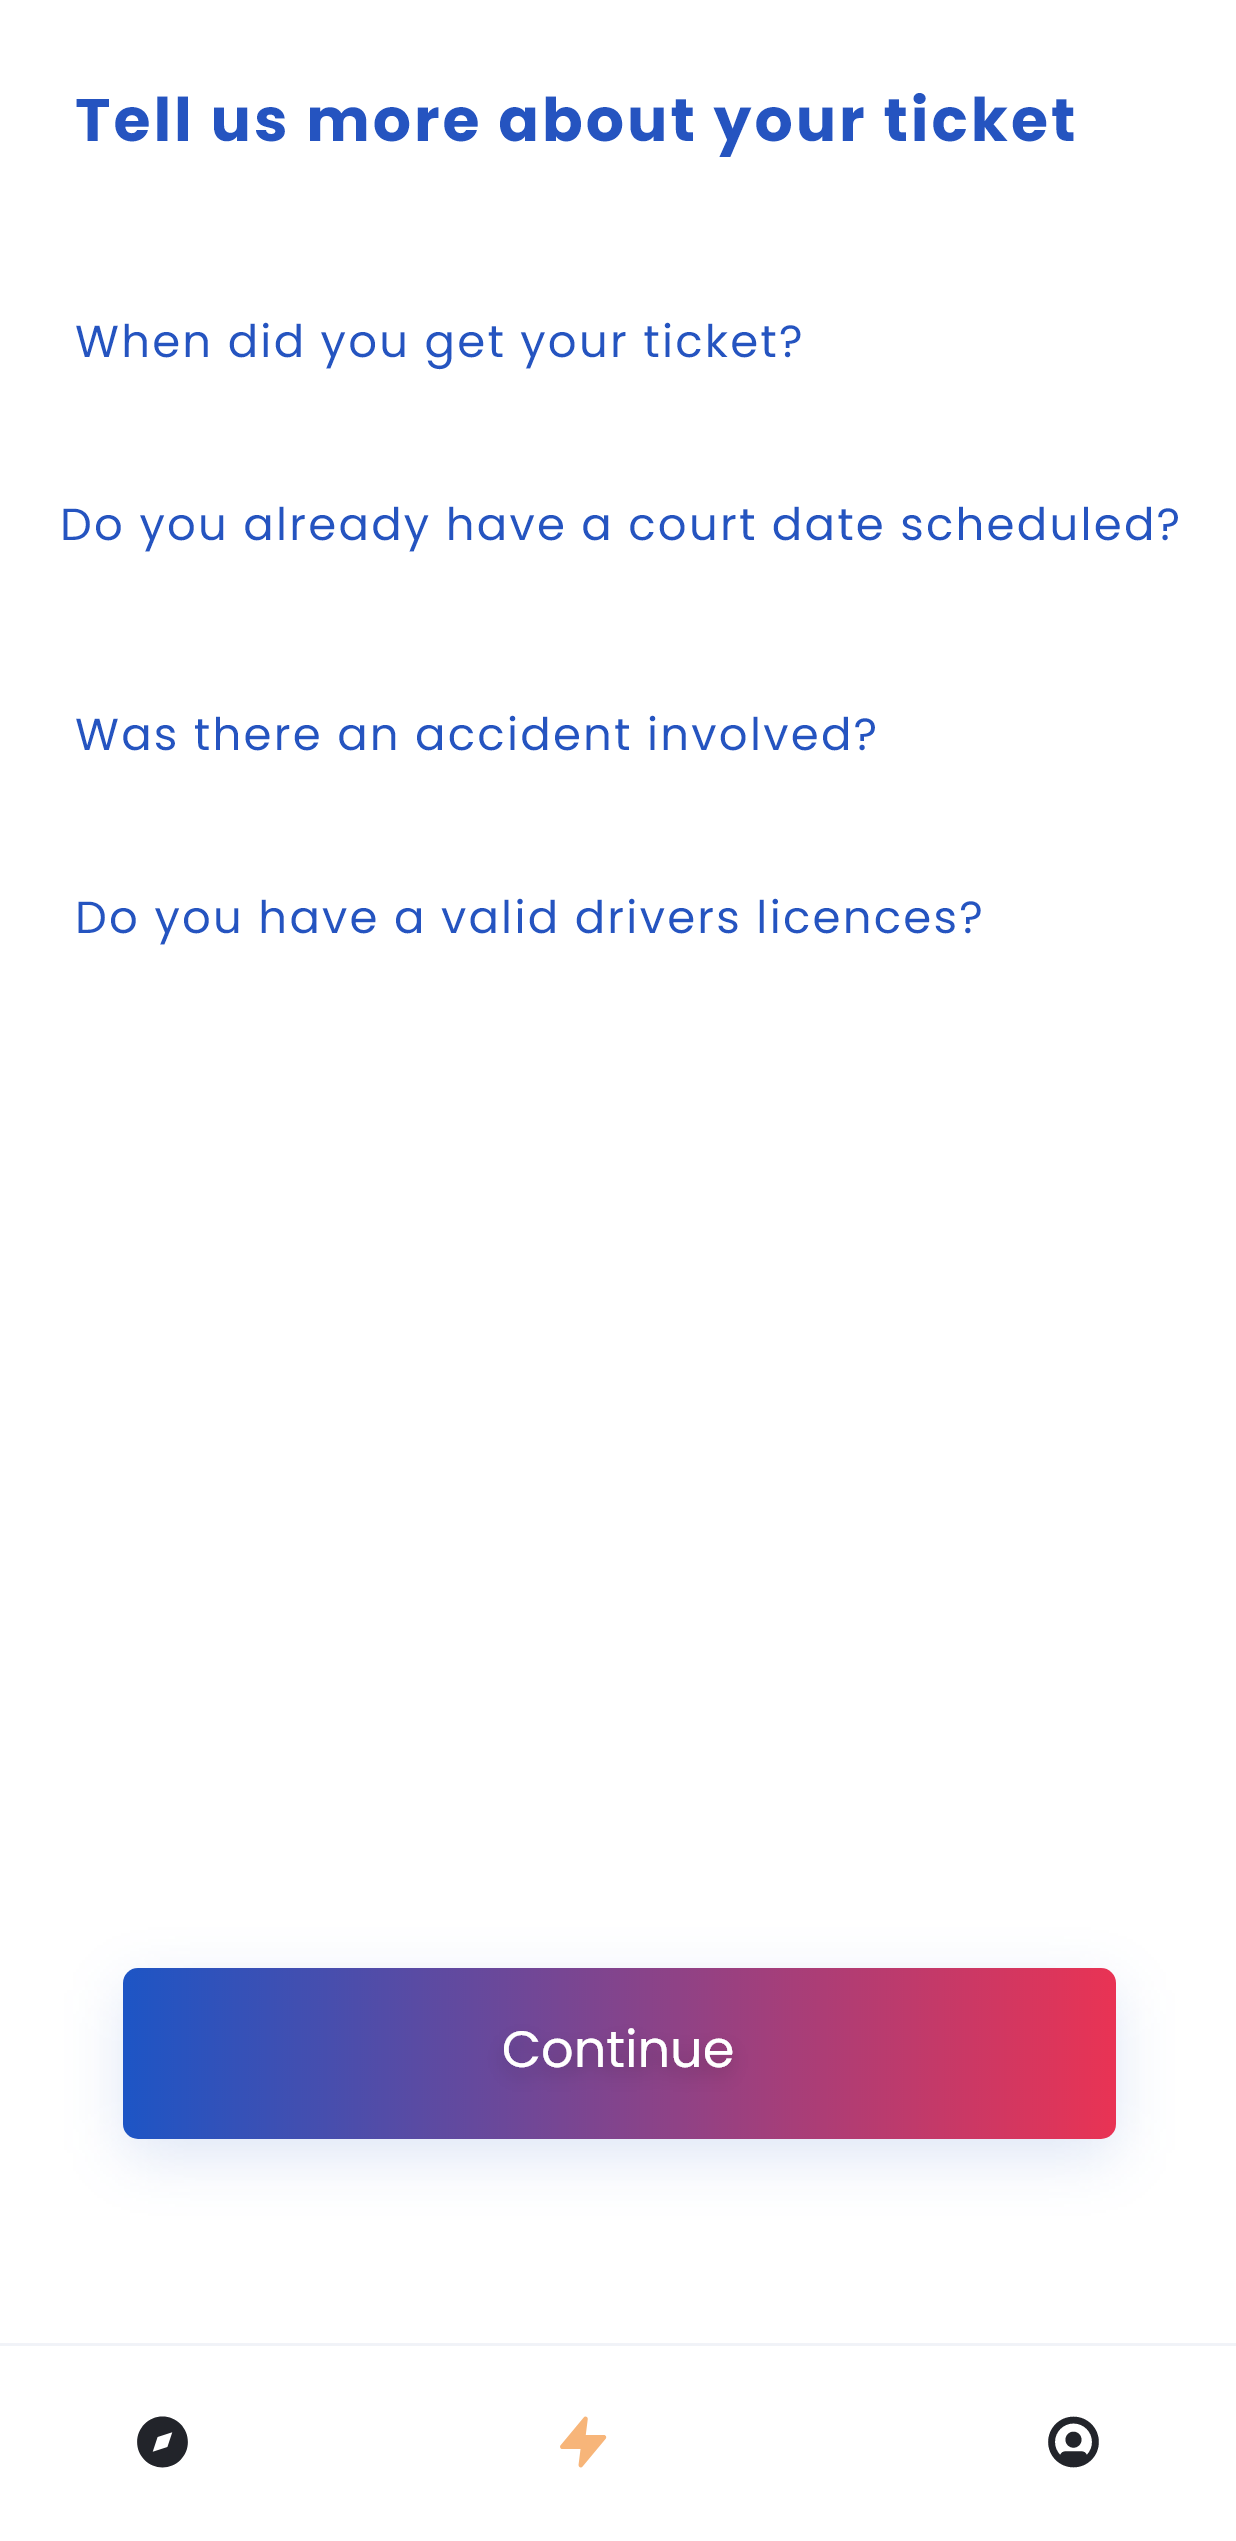 Tell us more about your ticket
When did you get your ticket?
Do you already have a court date scheduled?
Was there an accident involved?
Do you have a valid drivers licences?
Continue